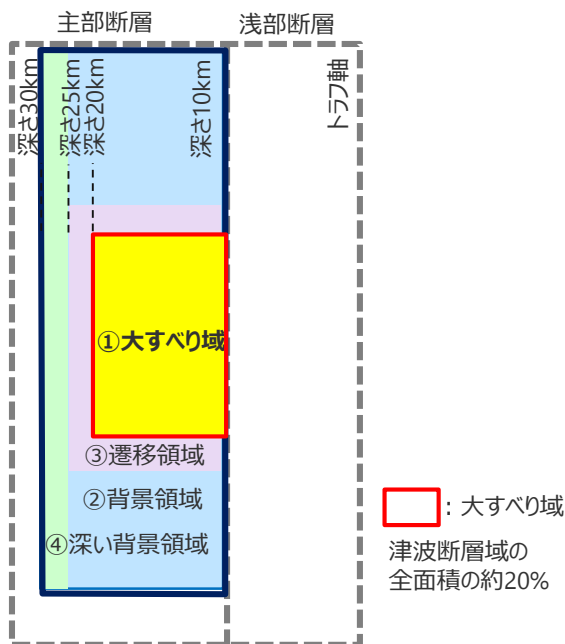 主部断層
浅部断層
深さ30km
深さ25km
深さ20km
深さ10km
トラフ軸
①大すべり域
③遷移領域
②背景領域
④深い背景領域
：大すべり域
津波断層域の
全面積の約20%